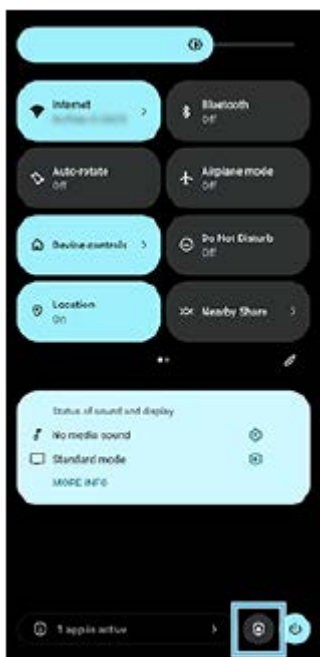 Internet
Bluetooth
Off
Auto-rotate
Off
Airplane mode
Off
Device controls
Do Not Disturb
Off
Location
On
Nearby Share
Status of sound and display
No media sound
Standard mode
MORE INFO
1 app is active